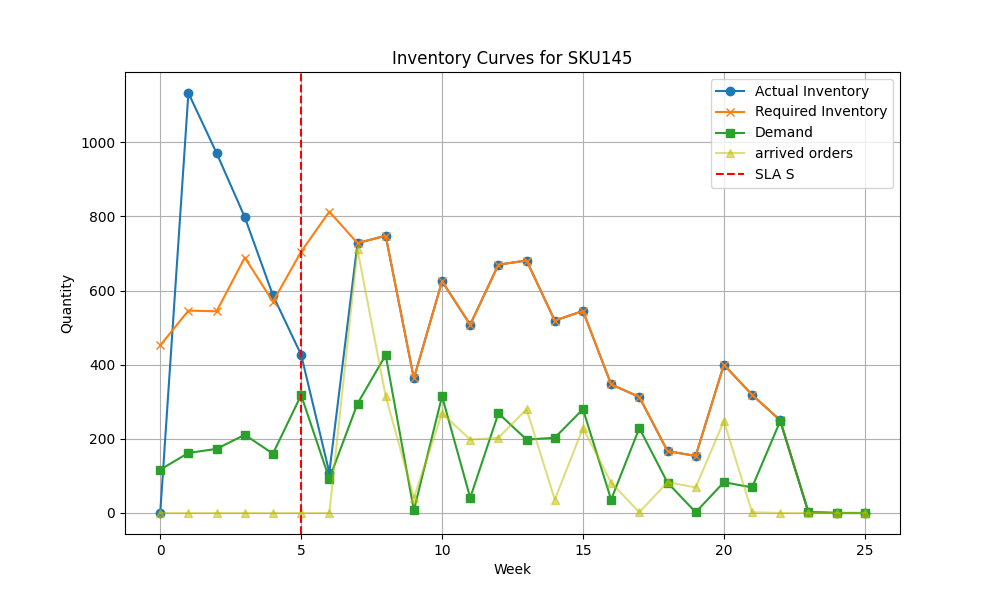 Inventory Curves for SKU145
Actual Inventory
Required Inventory
Demand
arrived orders
SLA S
Quantity
1000
800
600
400
200
0
0 5 10 15 20 25
Week